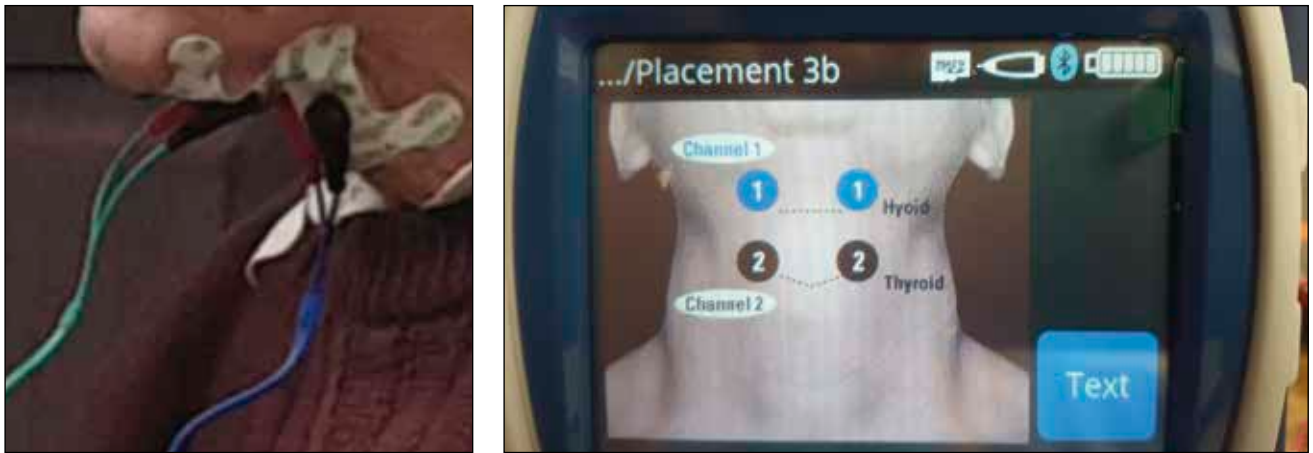 .../Placement 3b
Channel 1
1 1
Hyoid
2 2
Thyroid
Channel 2
Text